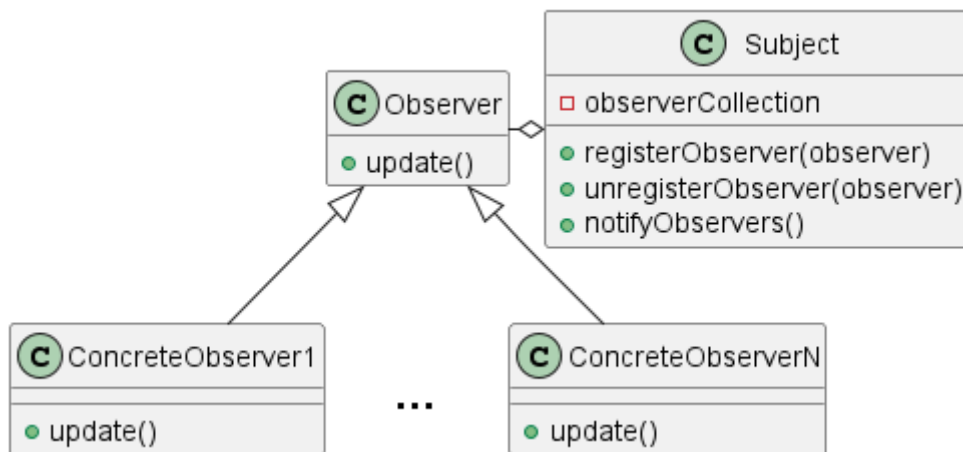 C Subject
observerCollection
registerObserver(observer)
unregisterObserver(observer)
notifyObservers()
C Observer
update()
C ConcreteObserver1
update()
...
C ConcreteObserverN
update()